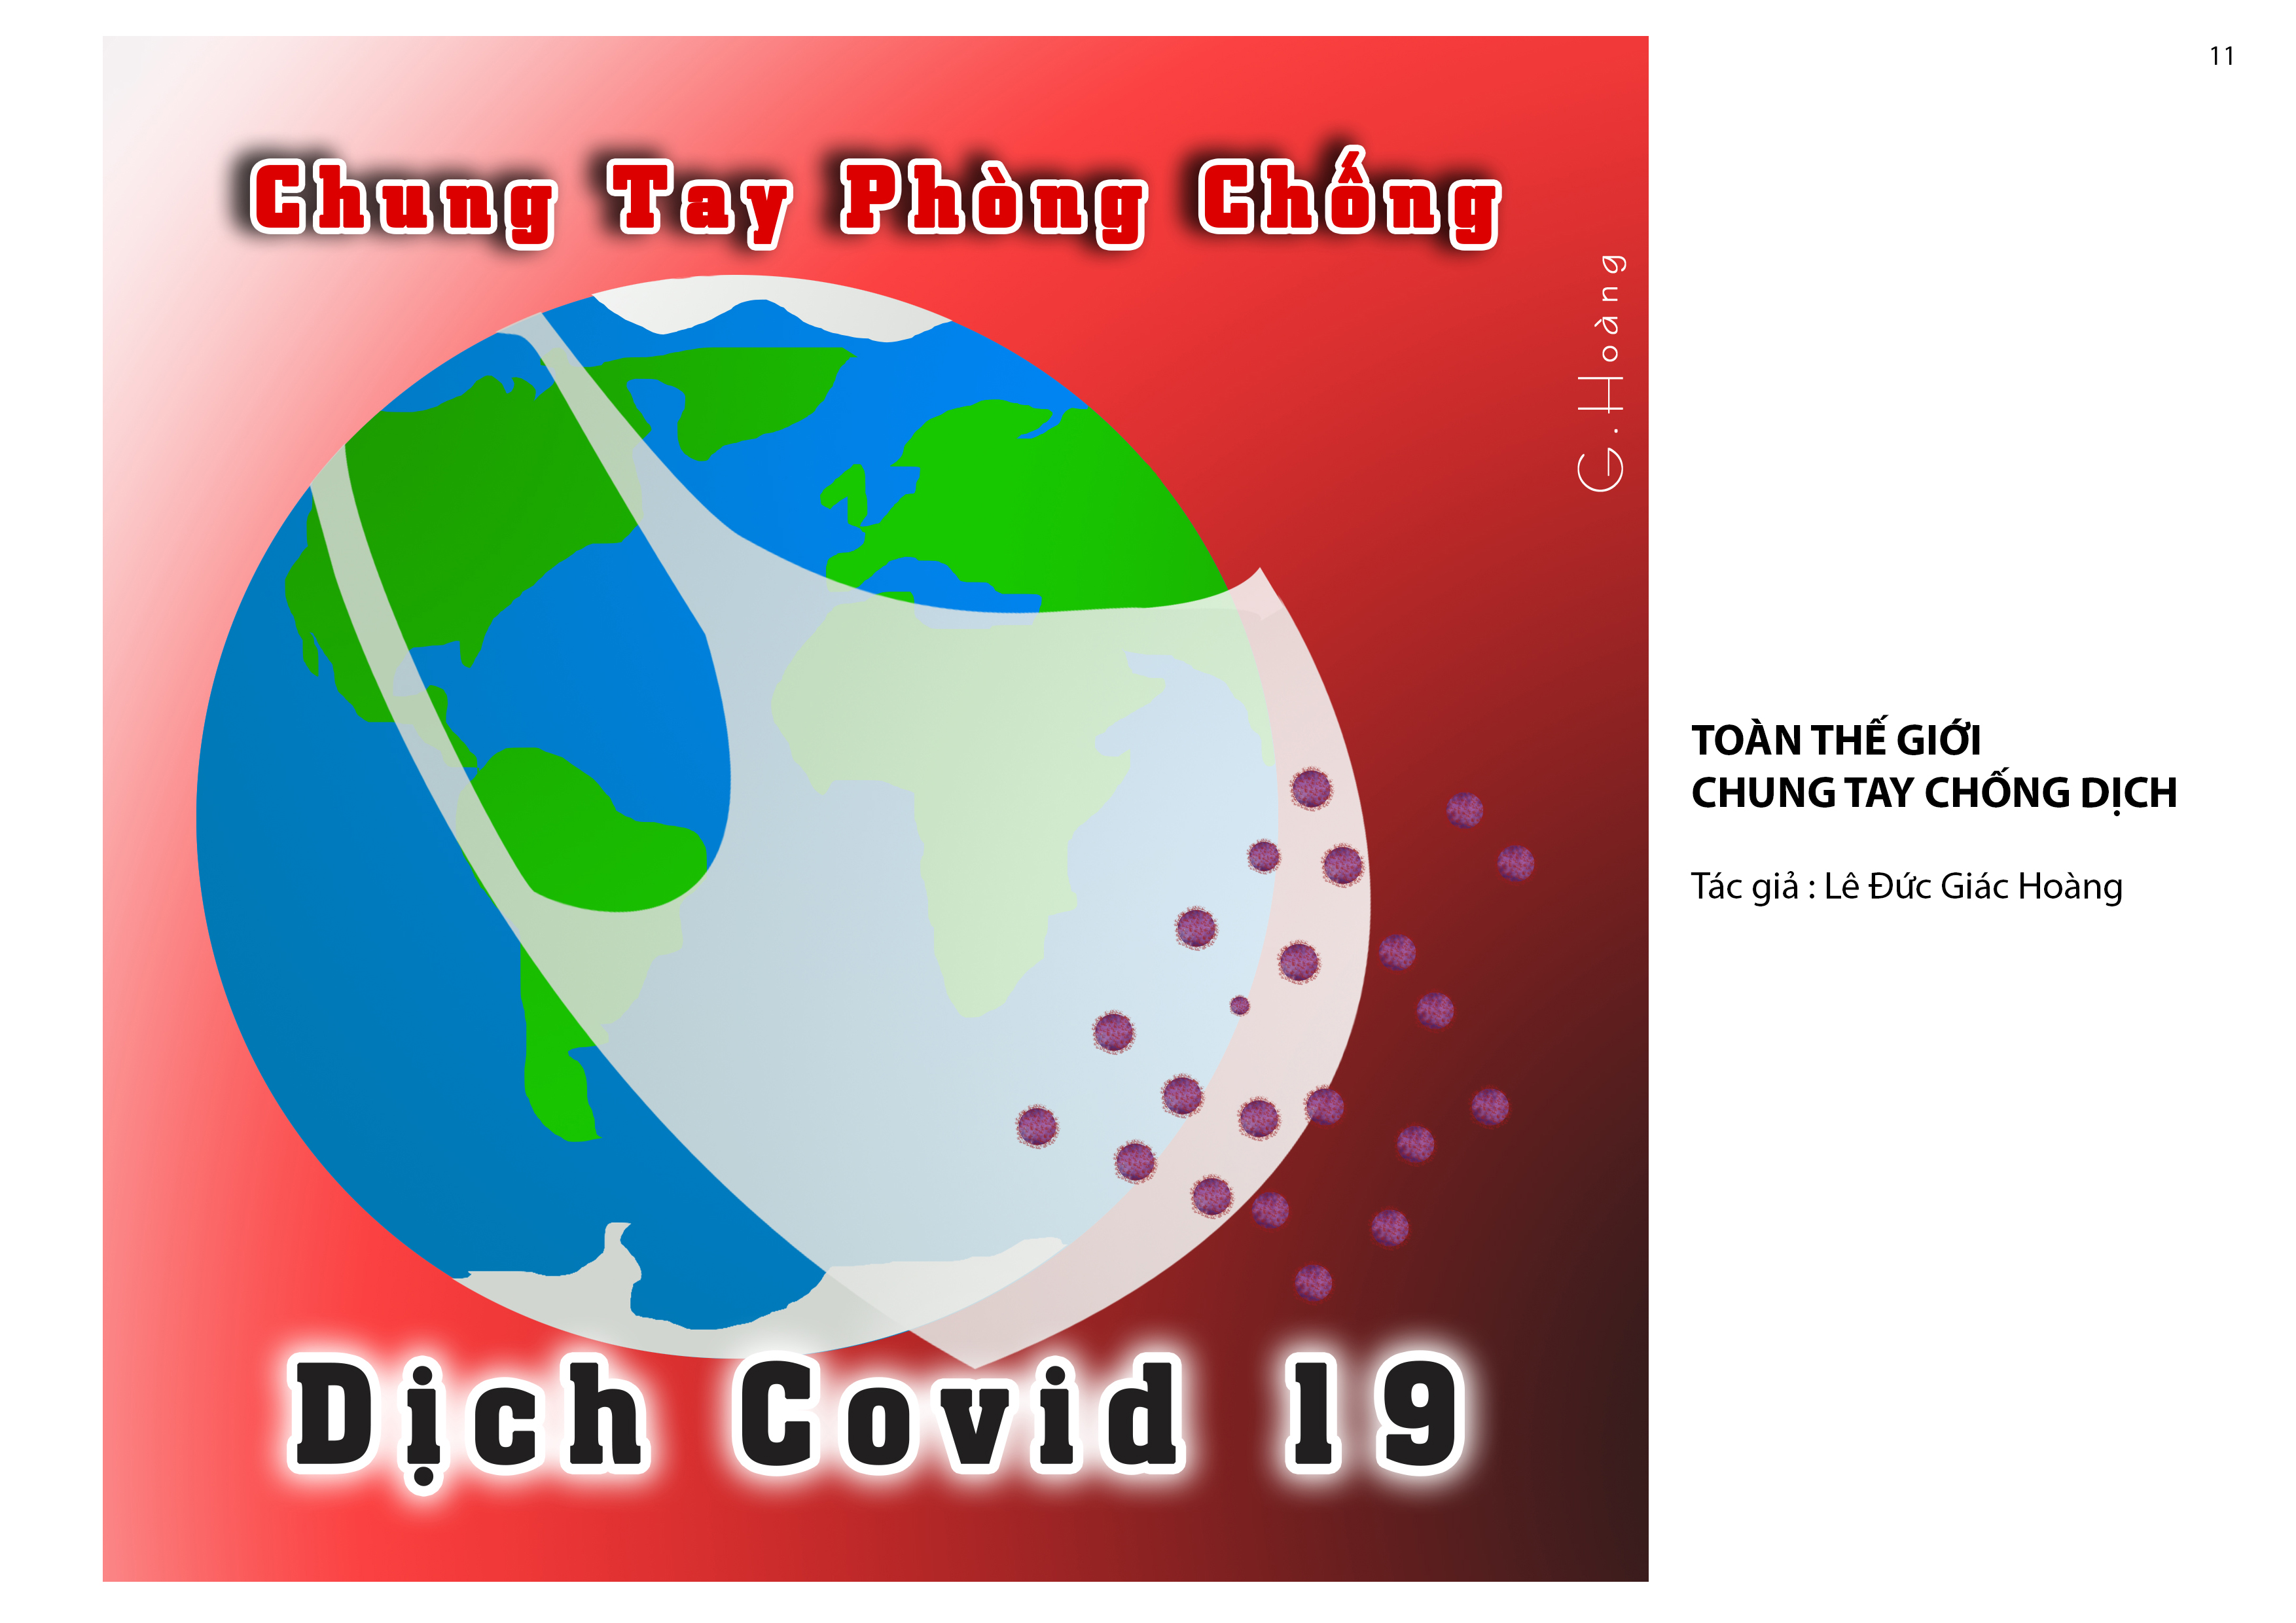 11
Chung Tay Phòng Chống
G.Hoàng
Dịch Covid 19
TOÀN THẾ GIỚI
CHUNG TAY CHỐNG DỊCH
Tác giả : Lê Đức Giác Hoàng